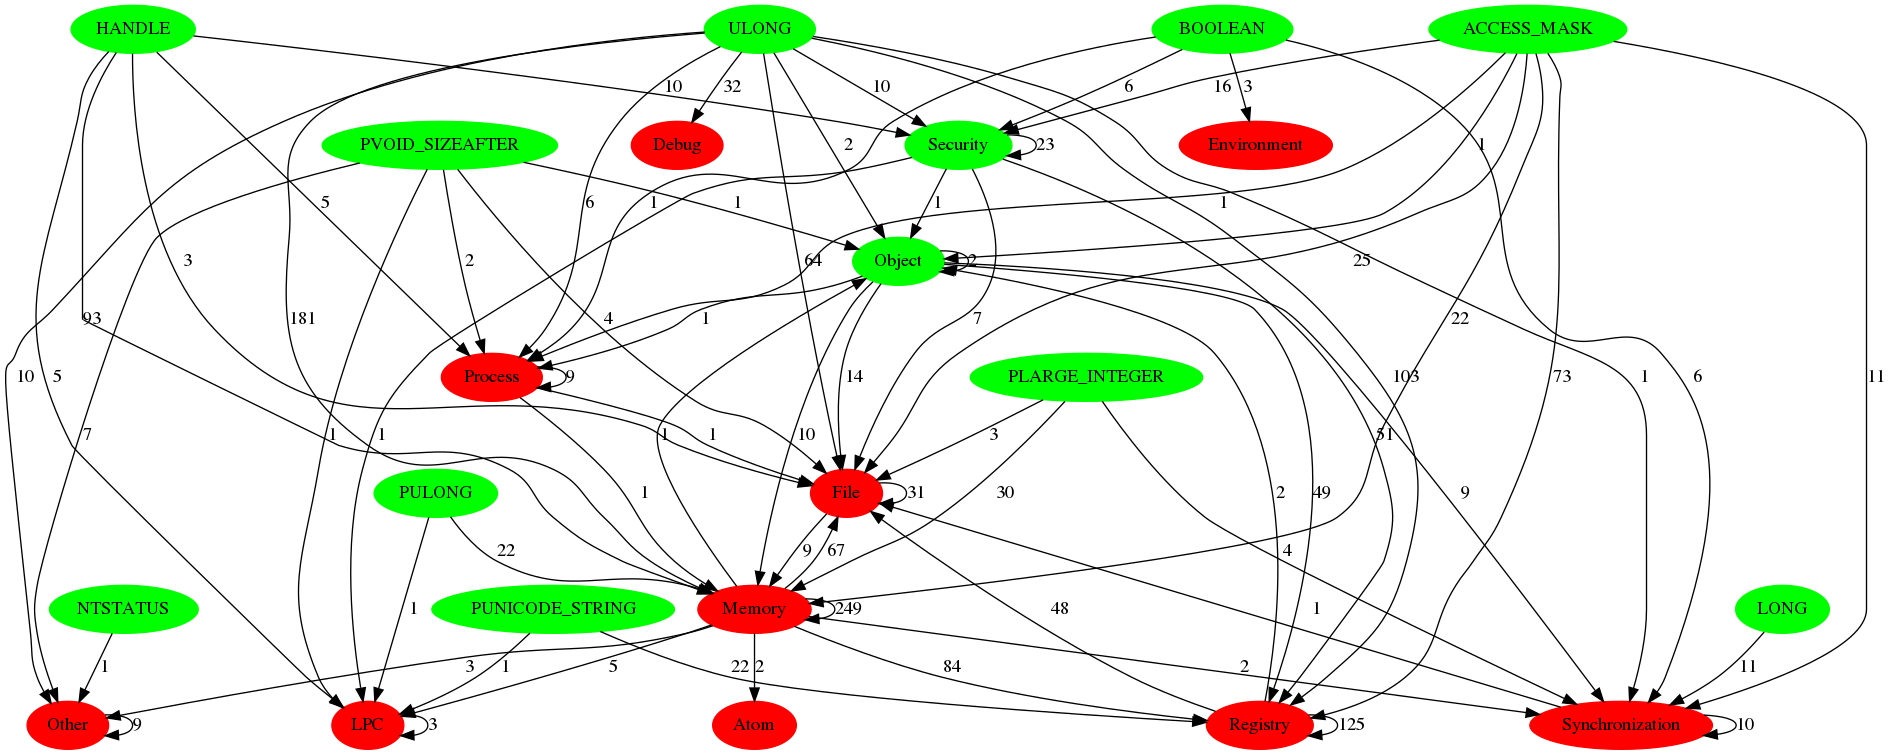 HANDLE ULONG BOOLEAN ACCESS_MASK
10 32 10 6 3 16
PVOID_SIZEAFTER Debug Security Environment
23 1
5 6 1 2 1 1 1
3 2 Object 2 25 1
93 181 4 1 64 7 22
10 5 Process 9 PLARGE_INTEGER 14 103 73 1 6 11
7 1 1 1 1 10 3 51
PULONG File 31 30 2 49 9
1 22 9 67 4
NTSTATUS PUNICODE_STRING Memory 249 48 1 LONG
1 3 1 5 22 2 84 2 11
Other 9 LPC 3 Atom Registry 125 Synchronization 10